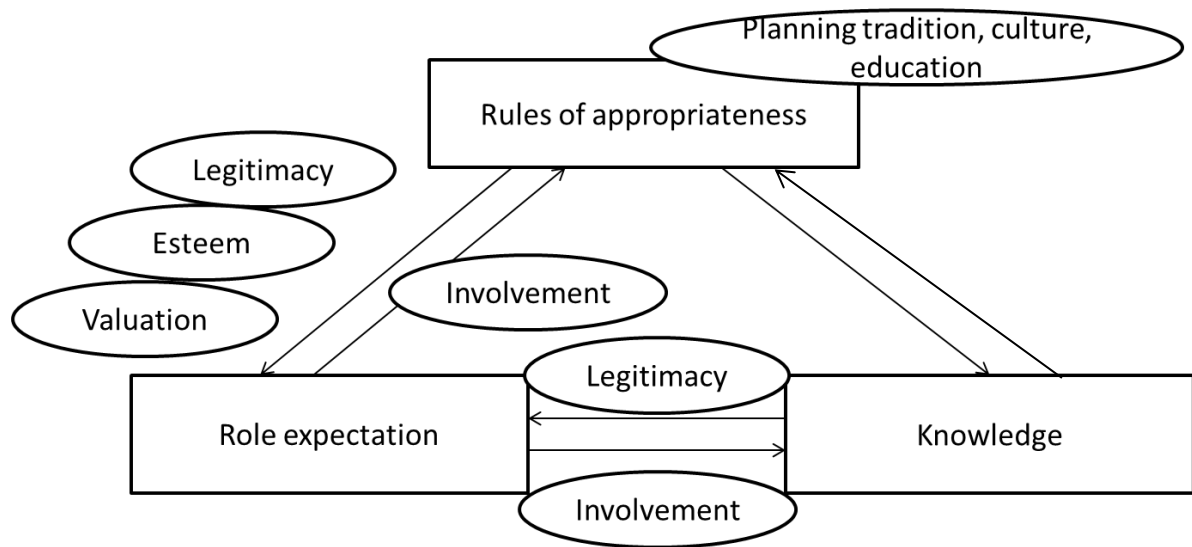 Planning tradition, culture,
education
Rules of appropriateness
Legitimacy
Esteem
Involvement
Valuation
Legitimacy
Role expectation
Knowledge
Involvement